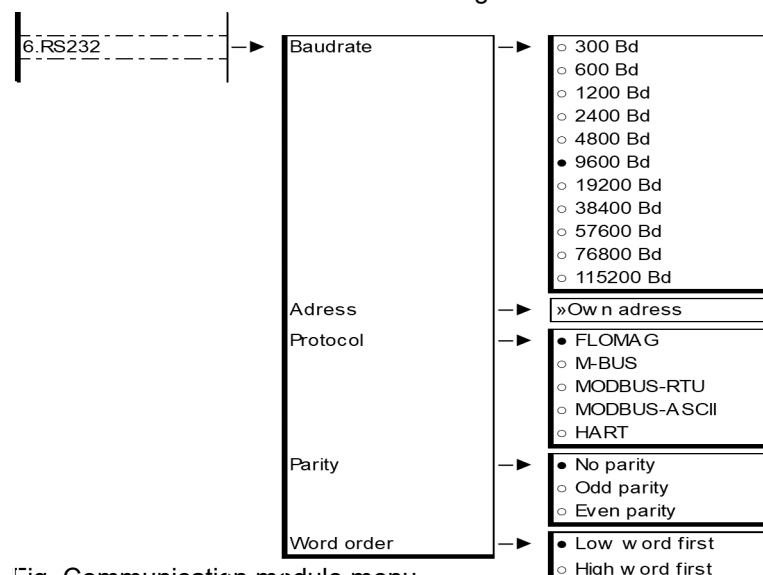 6.RS232
Baudrate
300 Bd
600 Bd
1200 Bd
2400 Bd
4800 Bd
9600 Bd
19200 Bd
38400 Bd
57600 Bd
76800 Bd
115200 Bd
Adress
»Own adress
Protocol
FLOMAG
M-BUS
MODBUS-RTU
MODBUS-ASCII
HART
Parity
No parity
Odd parity
Even parity
Word order
Low word first
High word first
Fig. Communication module menu